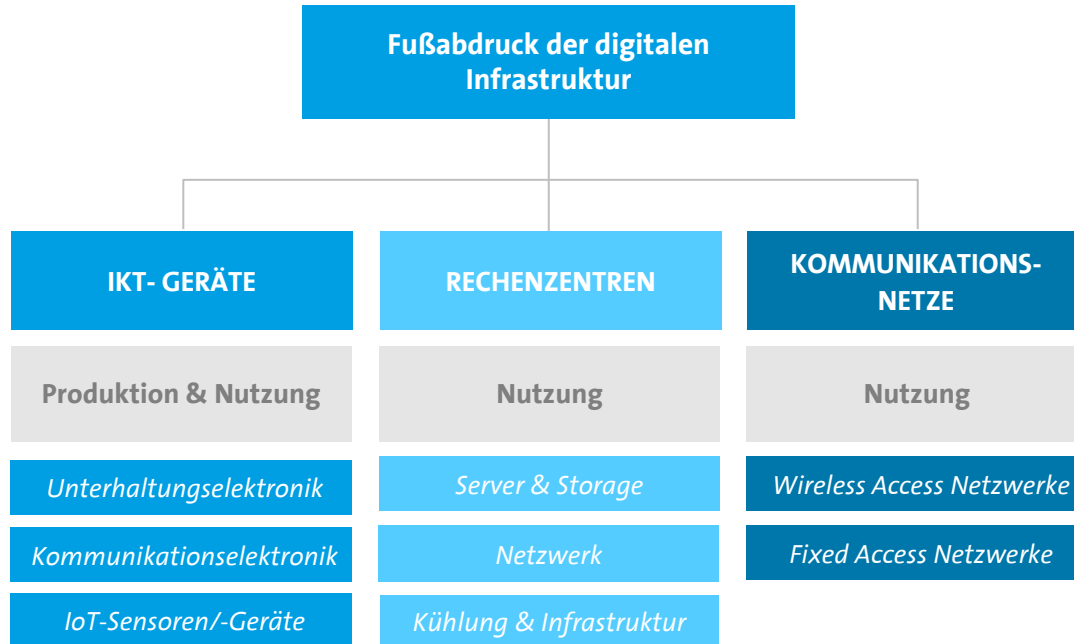 Fußabdruck der digitalen
Infrastruktur
IKT- GERÄTE
RECHENZENTREN
KOMMUNIKATIONS-
NETZE
Produktion & Nutzung
Nutzung
Nutzung
Unterhaltungselektronik
Server & Storage
Wireless Access Netzwerke
Kommunikationselektronik
Netzwerk
Fixed Access Netzwerke
IoT-Sensoren/-Geräte
Kühlung & Infrastruktur